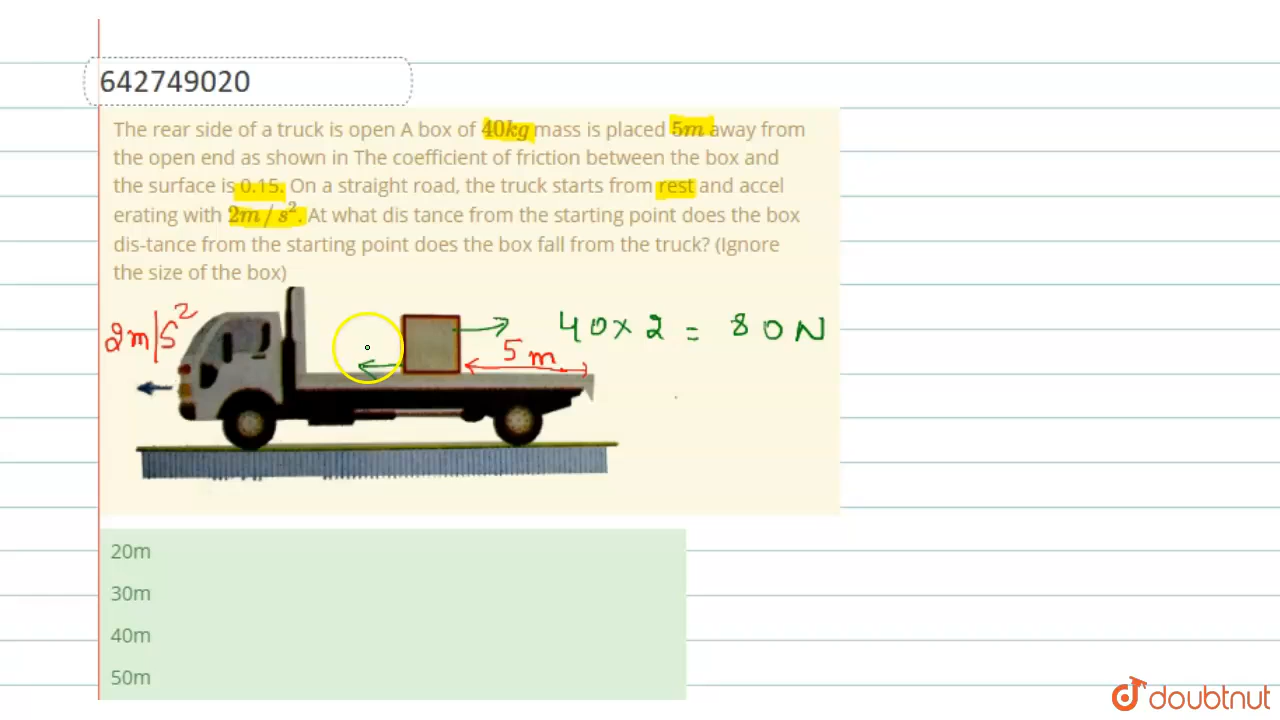 642749020
The rear side of a truck is open A box of 40kg mass is placed 5m away from
the open end as shown in The coefficient of friction between the box and
the surface is 0.15. On a straight road, the truck starts from rest and accel
erating with 2m/s². At what dis tance from the starting point does the box
dis-tance from the starting point does the box fall from the truck? (Ignore
the size of the box)
2m/s²
40×2 = 80N
5m
20m
30m
40m
50m
doubtnut